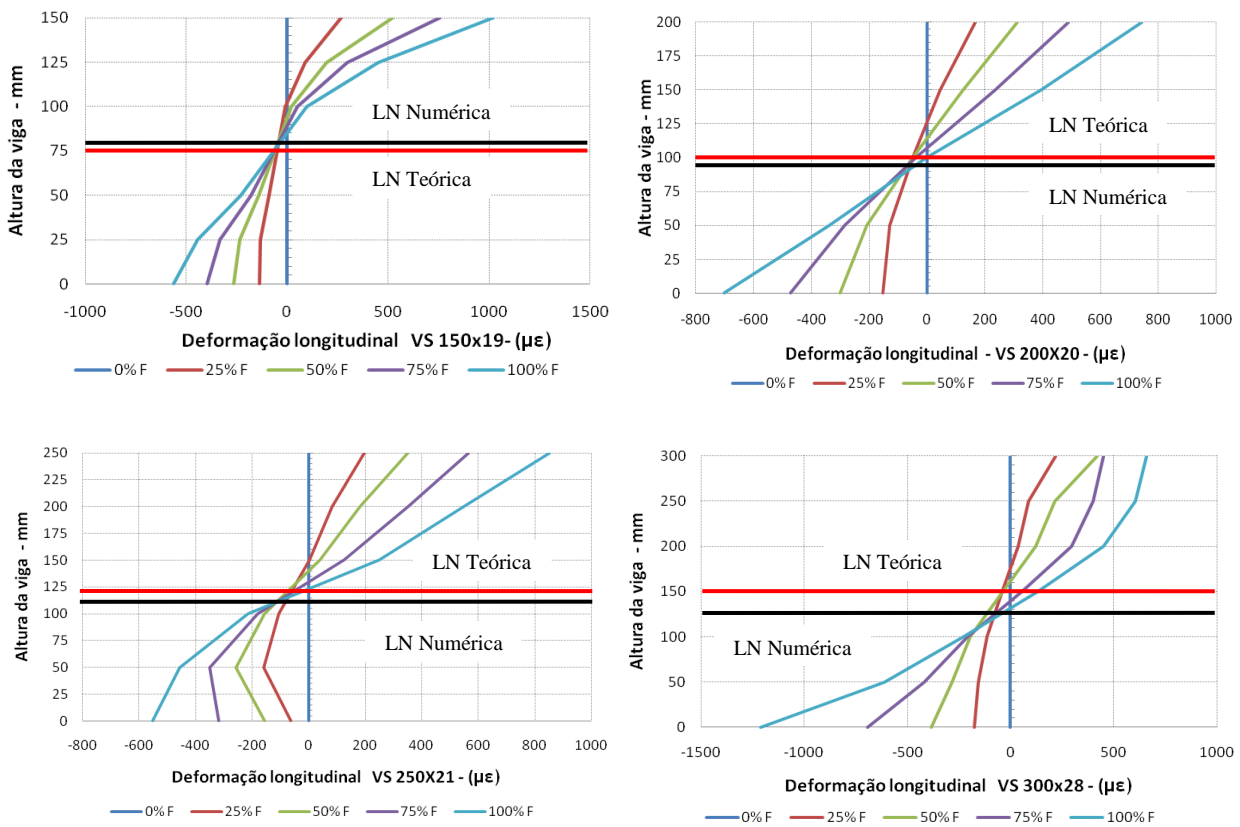 Altura da viga - mm
150
125
100
75
50
25
0
LN Numérica
LN Teórica
-1000 -500 0 500 1000 1500
Deformação longitudinal VS 150x19- (µε)
0% F 25% F 50% F 75% F 100% F
Altura da viga - mm
200
175
150
125
100
75
50
25
0
LN Teórica
LN Numérica
-800 -600 -400 -200 0 200 400 600 800 1000
Deformação longitudinal - VS 200X20 - (µε)
0% F 25% F 50% F 75% F 100% F
Altura da viga - mm
250
225
200
175
150
125
100
75
50
25
0
LN Teórica
LN Numérica
-800 -600 -400 -200 0 200 400 600 800 1000
Deformação longitudinal VS 250X21 - (µε)
0% F 25% F 50% F 75% F 100% F
Altura da viga - mm
300
250
200
150
100
50
0
LN Teórica
LN Numérica
-1500 -1000 -500 0 500 1000
Deformação longitudinal VS 300x28 - (µε)
0% F 25% F 50% F 75% F 100% F